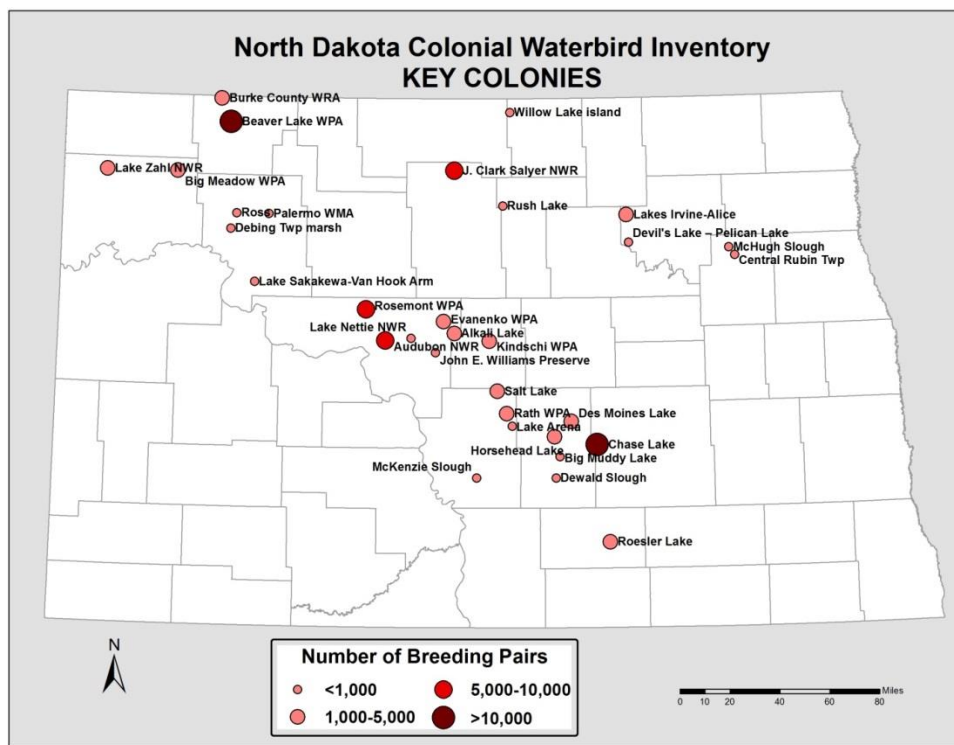 North Dakota Colonial Waterbird Inventory
KEY COLONIES
Burke County WRA
Beaver Lake WPA
Willow Lake island
Lake Zahl NWR
Big Meadow WPA
J. Clark Salyer NWR
Ross
Palermo WMA
Debing Twp marsh
Rush Lake
Lakes Irvine-Alice
Devil's Lake – Pelican Lake
McHugh Slough
Central Rubin Twp
Lake Sakakewa-Van Hook Arm
Rosemont WPA
Lake Nettie NWR
Audubon NWR
Evanenko WPA
Alkali Lake
Kindschi WPA
John E. Williams Preserve
Salt Lake
Rath WPA
Des Moines Lake
Lake Arena
Chase Lake
Horsehead Lake
Big Muddy Lake
McKenzie Slough
Dewald Slough
Roesler Lake
N
Number of Breeding Pairs
<1,000
5,000-10,000
1,000-5,000
>10,000
Miles
0 10 20 40 60 80